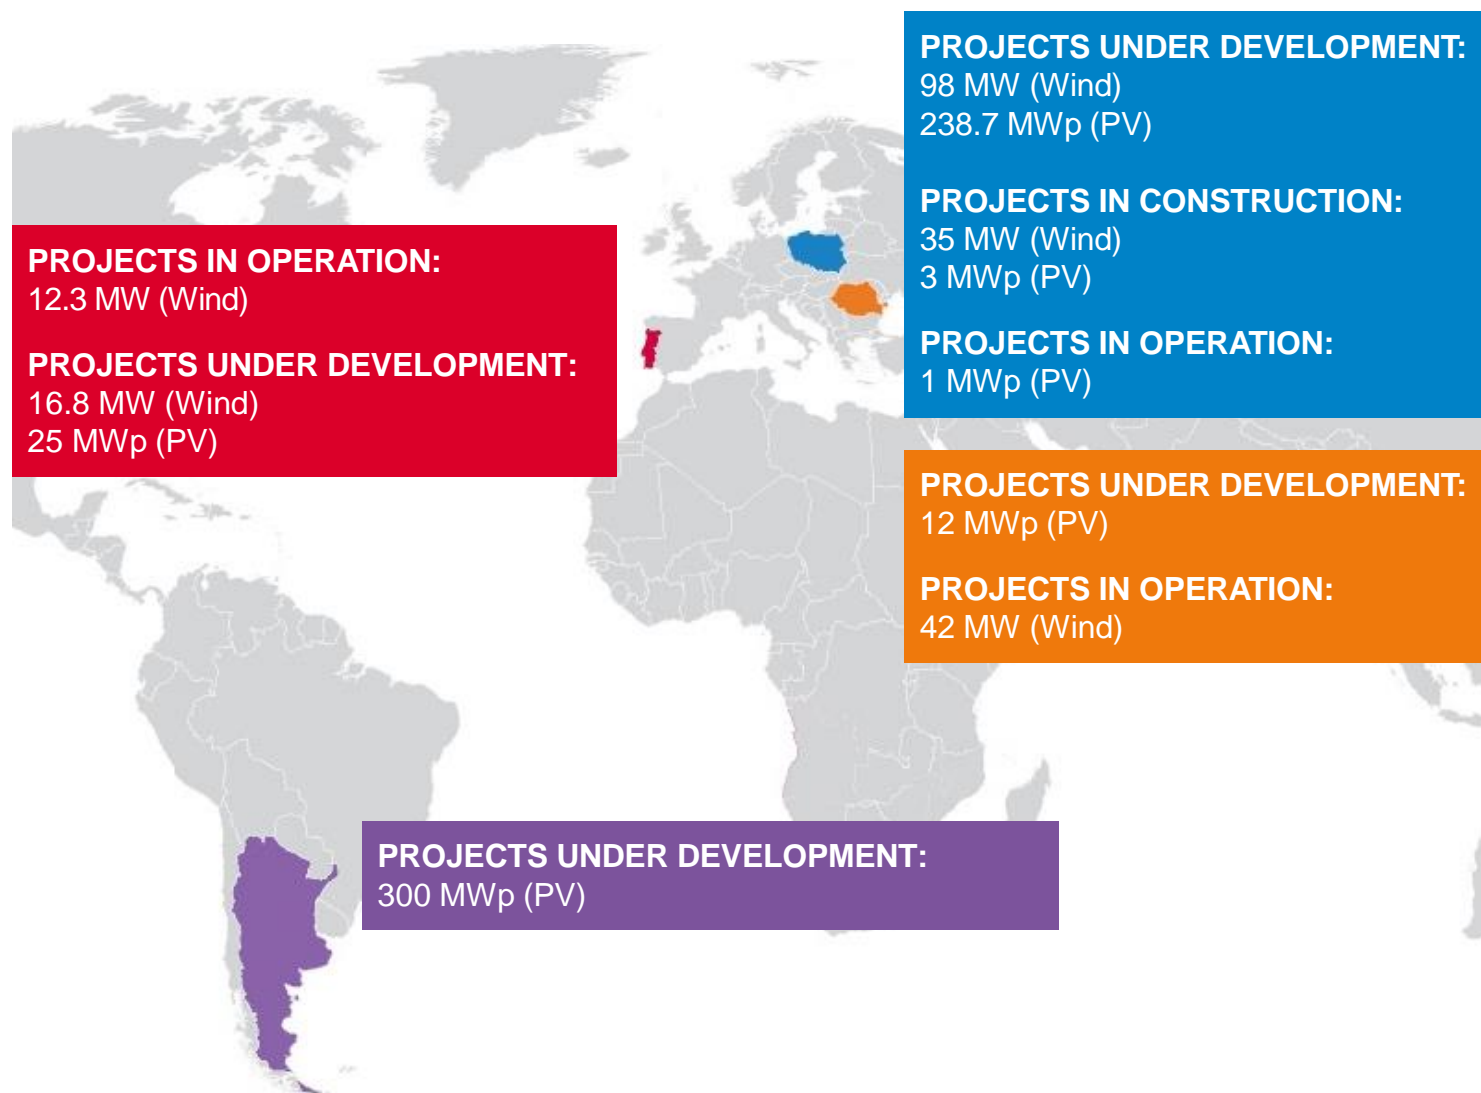 PROJECTS UNDER DEVELOPMENT:
98 MW (Wind)
238.7 MWp (PV)
PROJECTS IN CONSTRUCTION:
35 MW (Wind)
3 MWp (PV)
PROJECTS IN OPERATION:
1 MWp (PV)
PROJECTS IN OPERATION:
12.3 MW (Wind)
PROJECTS UNDER DEVELOPMENT:
16.8 MW (Wind)
25 MWp (PV)
PROJECTS UNDER DEVELOPMENT:
12 MWp (PV)
PROJECTS IN OPERATION:
42 MW (Wind)
PROJECTS UNDER DEVELOPMENT:
300 MWp (PV)